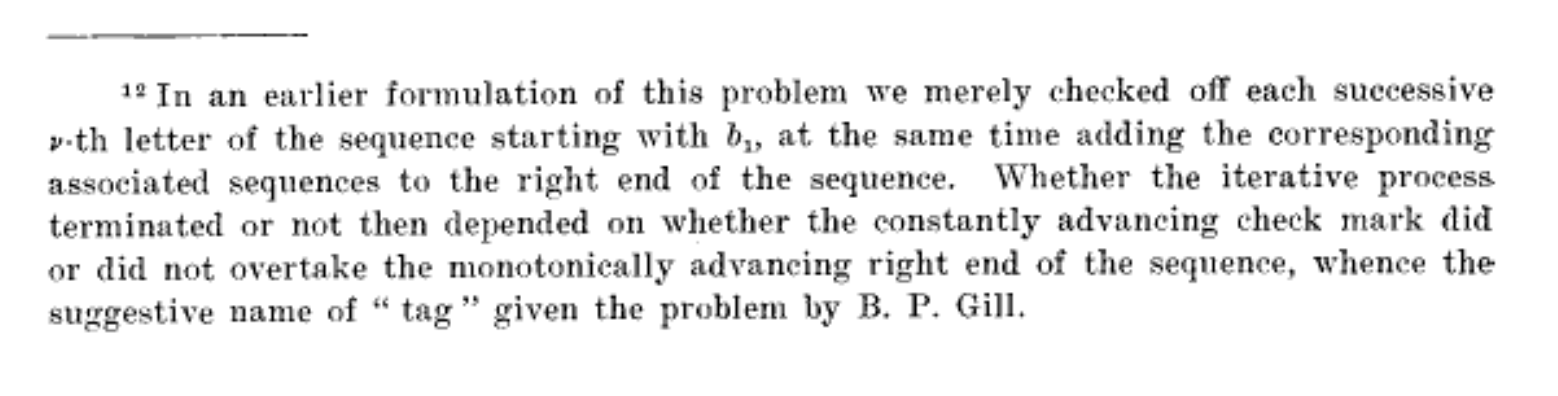 ¹² In an earlier formulation of this problem we merely checked off each successive
ν-th letter of the sequence starting with b₁, at the same time adding the corresponding
associated sequences to the right end of the sequence. Whether the iterative process
terminated or not then depended on whether the constantly advancing check mark did
or did not overtake the monotonically advancing right end of the sequence, whence the
suggestive name of “ tag ” given the problem by B. P. Gill.